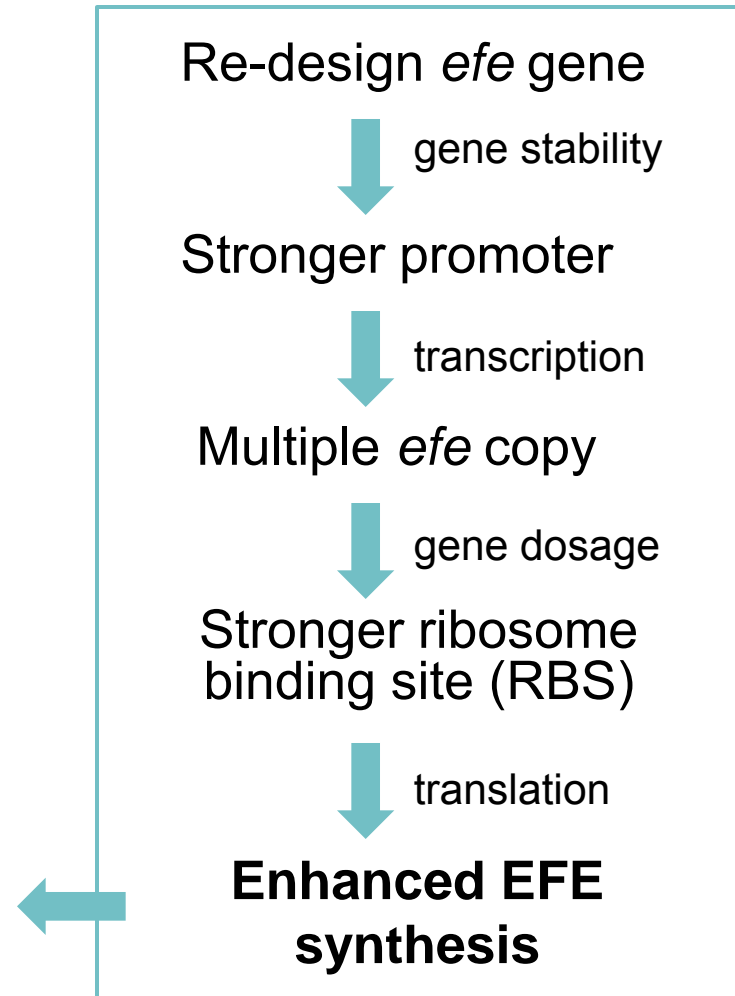 Re-design efe gene
gene stability
Stronger promoter
transcription
Multiple efe copy
gene dosage
Stronger ribosome
binding site (RBS)
translation
Enhanced EFE
synthesis